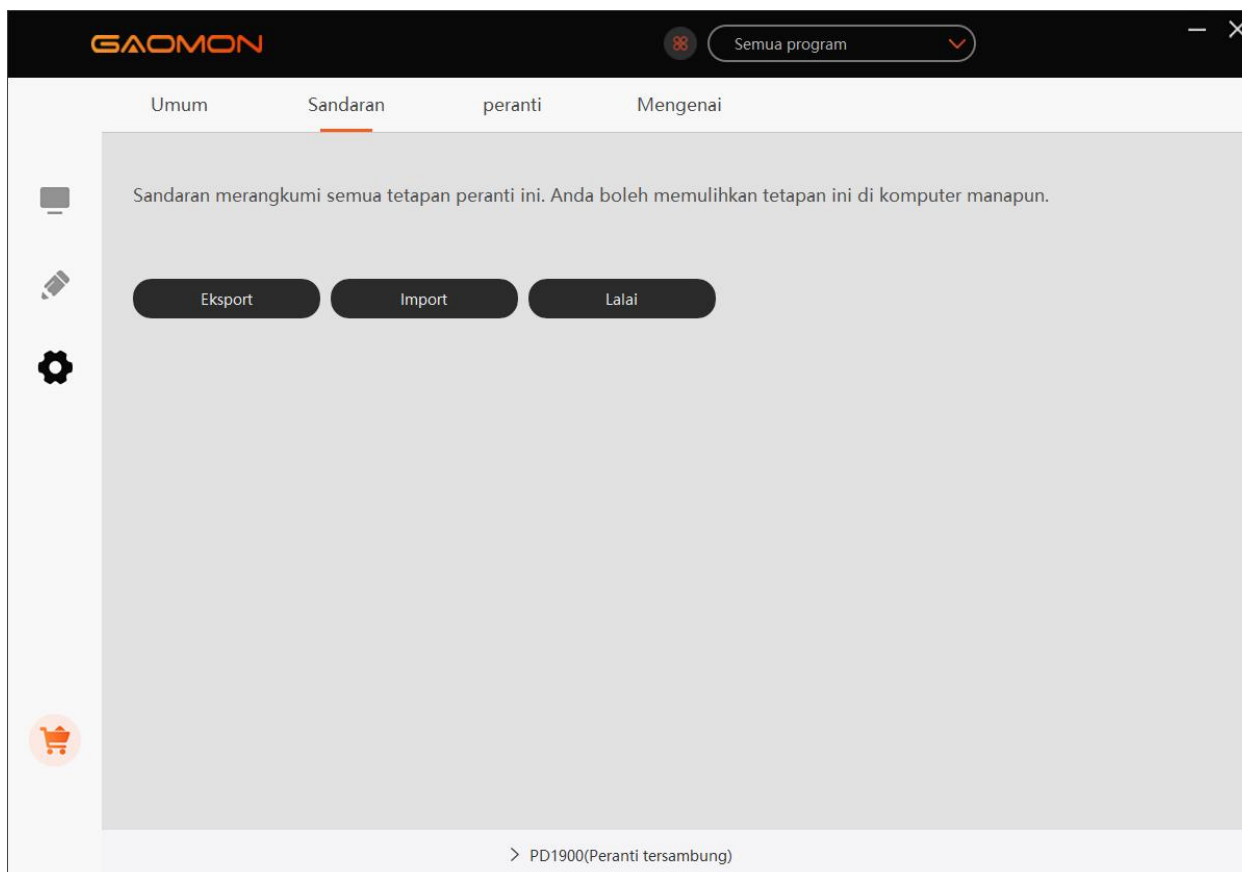 GAOMON
Semua program
Umum Sandaran peranti Mengenai
Sandaran merangkumi semua tetapan peranti ini. Anda boleh memulihkan tetapan ini di komputer manapun.
Eksport Import Lalai
> PD1900(Peranti tersambung)